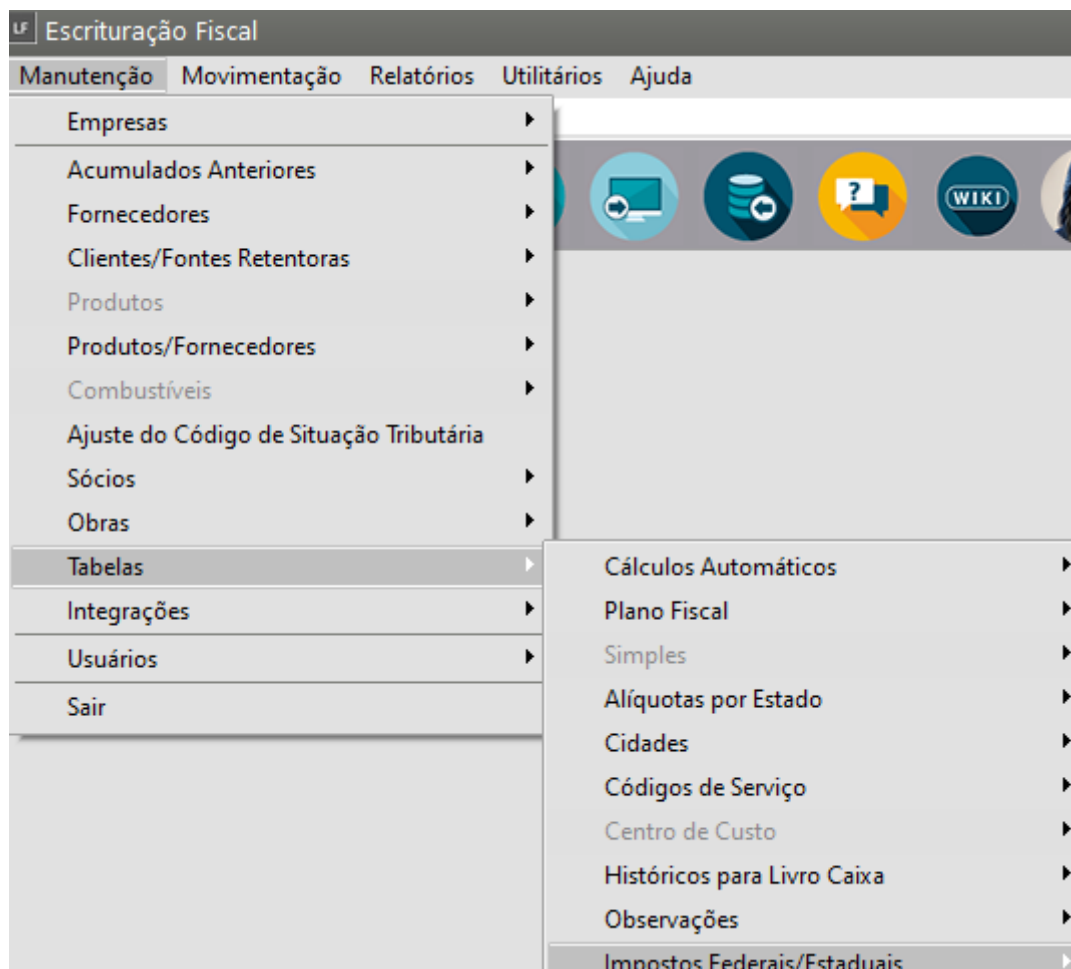 LF Escrituração Fiscal
Manutenção Movimentação Relatórios Utilitários Ajuda
Empresas
Acumulados Anteriores
Fornecedores
Clientes/Fontes Retentoras
Produtos
Produtos/Fornecedores
Combustíveis
Ajuste do Código de Situação Tributária
Sócios
Obras
Tabelas
Integrações
Usuários
Sair
?
WIKI
Cálculos Automáticos
Plano Fiscal
Simples
Alíquotas por Estado
Cidades
Códigos de Serviço
Centro de Custo
Históricos para Livro Caixa
Observações
Impostos Federais/Estaduais